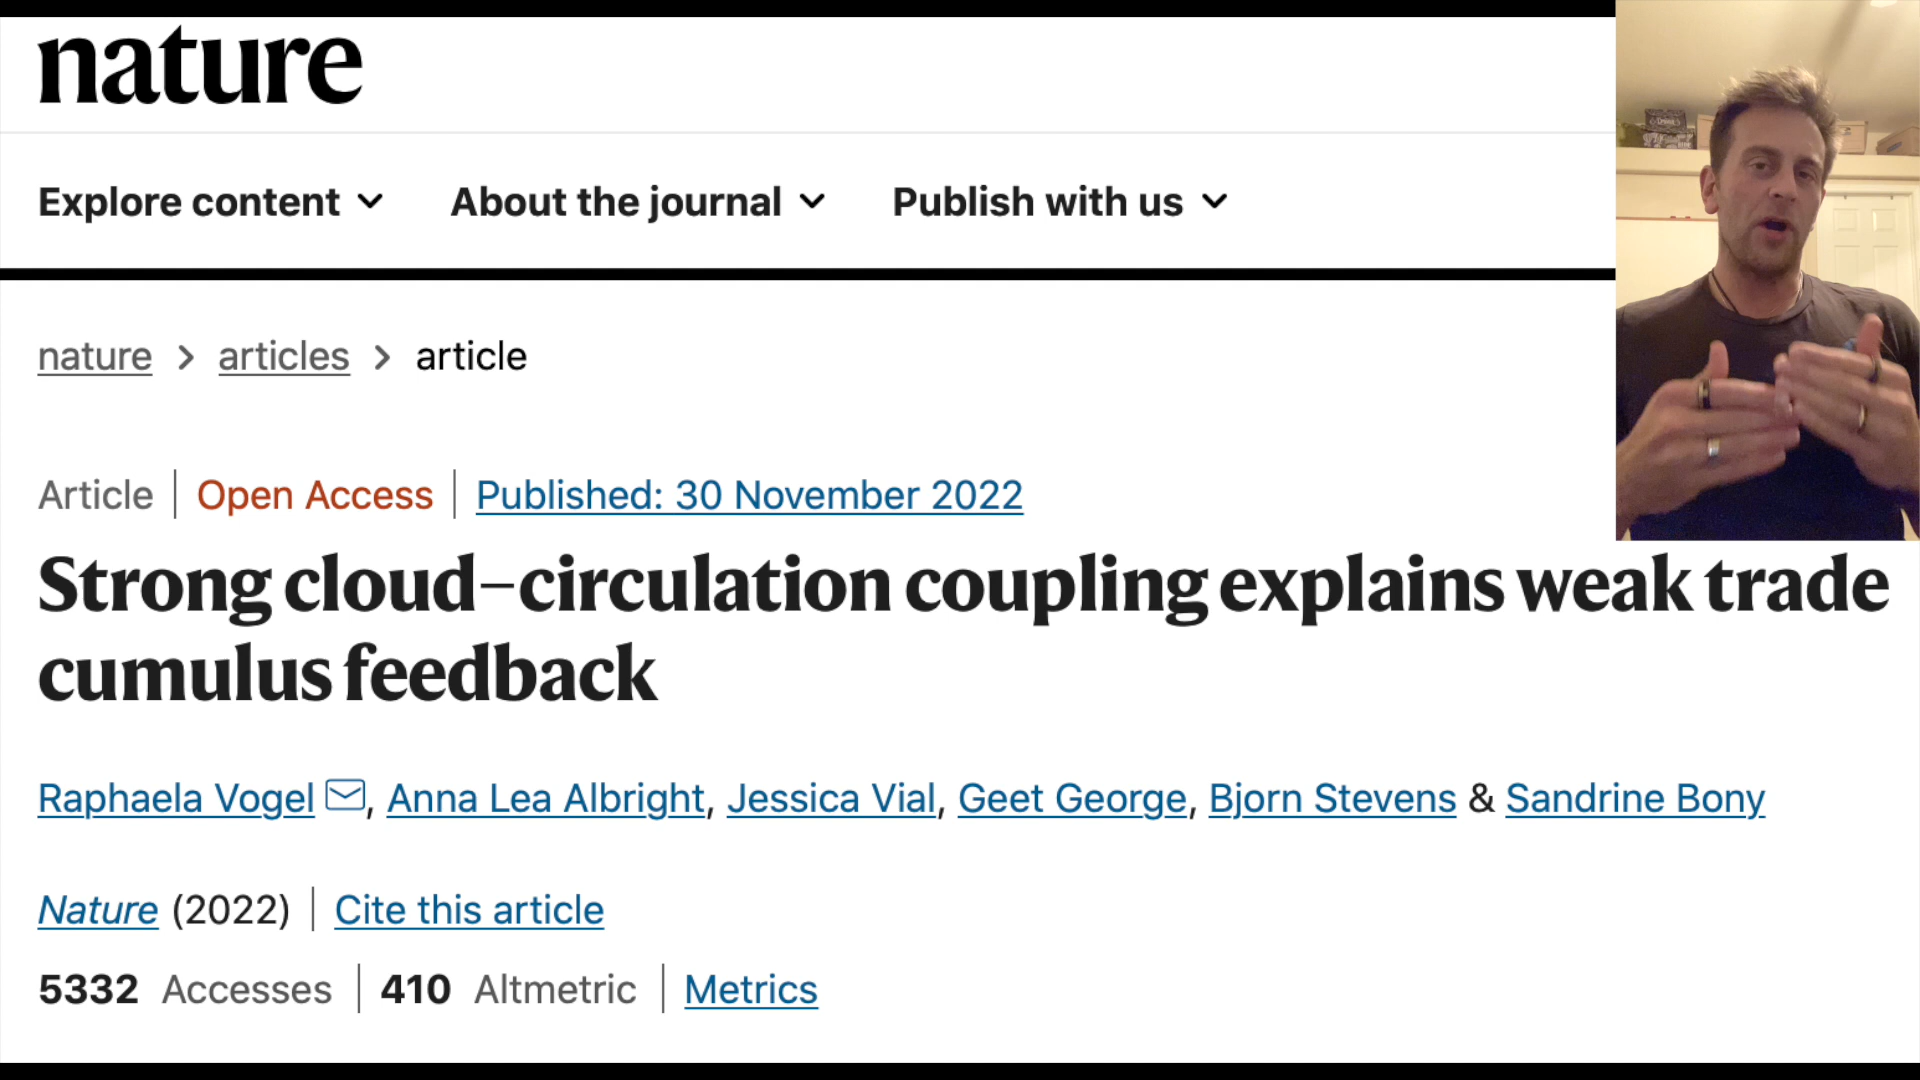 nature
Explore content
About the journal
Publish with us
nature > articles > article
Article | Open Access | Published: 30 November 2022
Strong cloud–circulation coupling explains weak trade
cumulus feedback
Raphaela Vogel, Anna Lea Albright, Jessica Vial, Geet George, Bjorn Stevens & Sandrine Bony
Nature (2022) | Cite this article
5332 Accesses | 410 Altmetric | Metrics